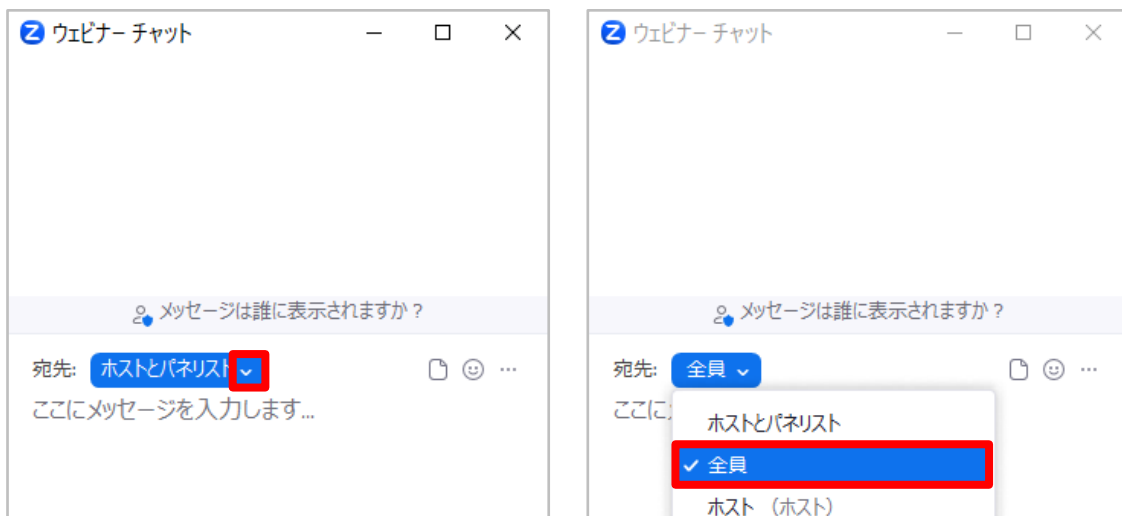 ウェビナー チャット
メッセージは誰に表示されますか？
宛先: ホストとパネリスト
ここにメッセージを入力します...
ウェビナー チャット
メッセージは誰に表示されますか？
宛先: 全員
ここに
ホストとパネリスト
全員
ホスト （ホスト）